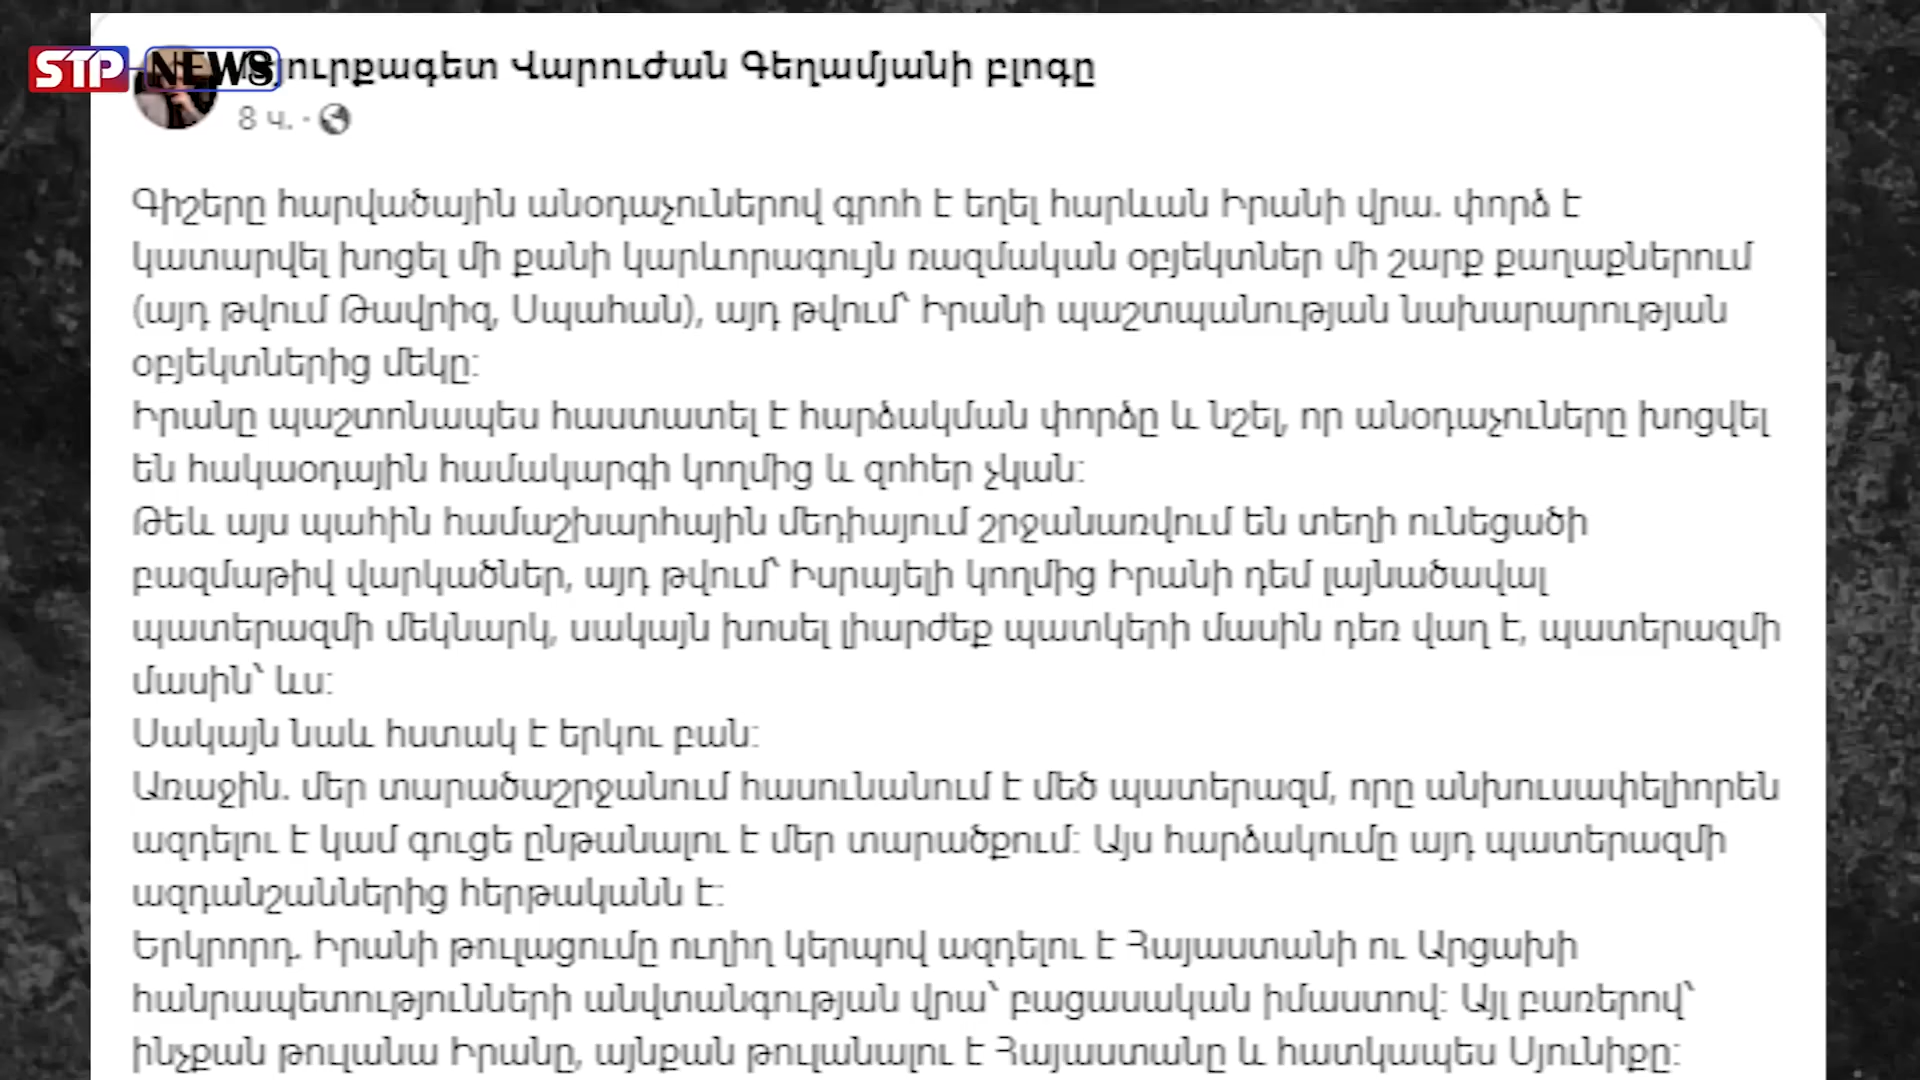 STP NEWS
յուրքագետ Վարուժան Գեղամյանի բլոգը
8 ч. ·
Գիշերը հարվածային անօդաչուներով գրոհ է եղել հարևան Իրանի վրա. փորձ է
կատարվել խոցել մի քանի կարևորագույն ռազմական օբյեկտներ մի շարք քաղաքներում
(այդ թվում Թավրիզ, Սպահան), այդ թվում՝ Իրանի պաշտպանության նախարարության
օբյեկտներից մեկը:
Իրանը պաշտոնապես հաստատել է հարձակման փորձը և նշել, որ անօդաչուները խոցվել
են հակաօդային համակարգի կողմից և զոհեր չկան:
Թեև այս պահին համաշխարհային մեդիայում շրջանառվում են տեղի ունեցածի
բազմաթիվ վարկածներ, այդ թվում՝ Իսրայելի կողմից Իրանի դեմ լայնածավալ
պատերազմի մեկնարկ, սակայն խոսել լիարժեք պատկերի մասին դեռ վաղ է, պատերազմի
մասին՝ ևս:
Սակայն նաև հստակ է երկու բան:
Առաջին. մեր տարածաշրջանում հասունանում է մեծ պատերազմ, որը անխուսափելիորեն
ազդելու է կամ գուցե ընթանալու է մեր տարածքում: Այս հարձակումը այդ պատերազմի
ազդանշաններից հերթականն է:
Երկրորդ. Իրանի թուլացումը ուղիղ կերպով ազդելու է Հայաստանի ու Արցախի
հանրապետությունների անվտանգության վրա՝ բացասական իմաստով: Այլ բառերով՝
ինչքան թուլանա Իրանը, այնքան թուլանալու է Հայաստանը և հատկապես Սյունիքը: